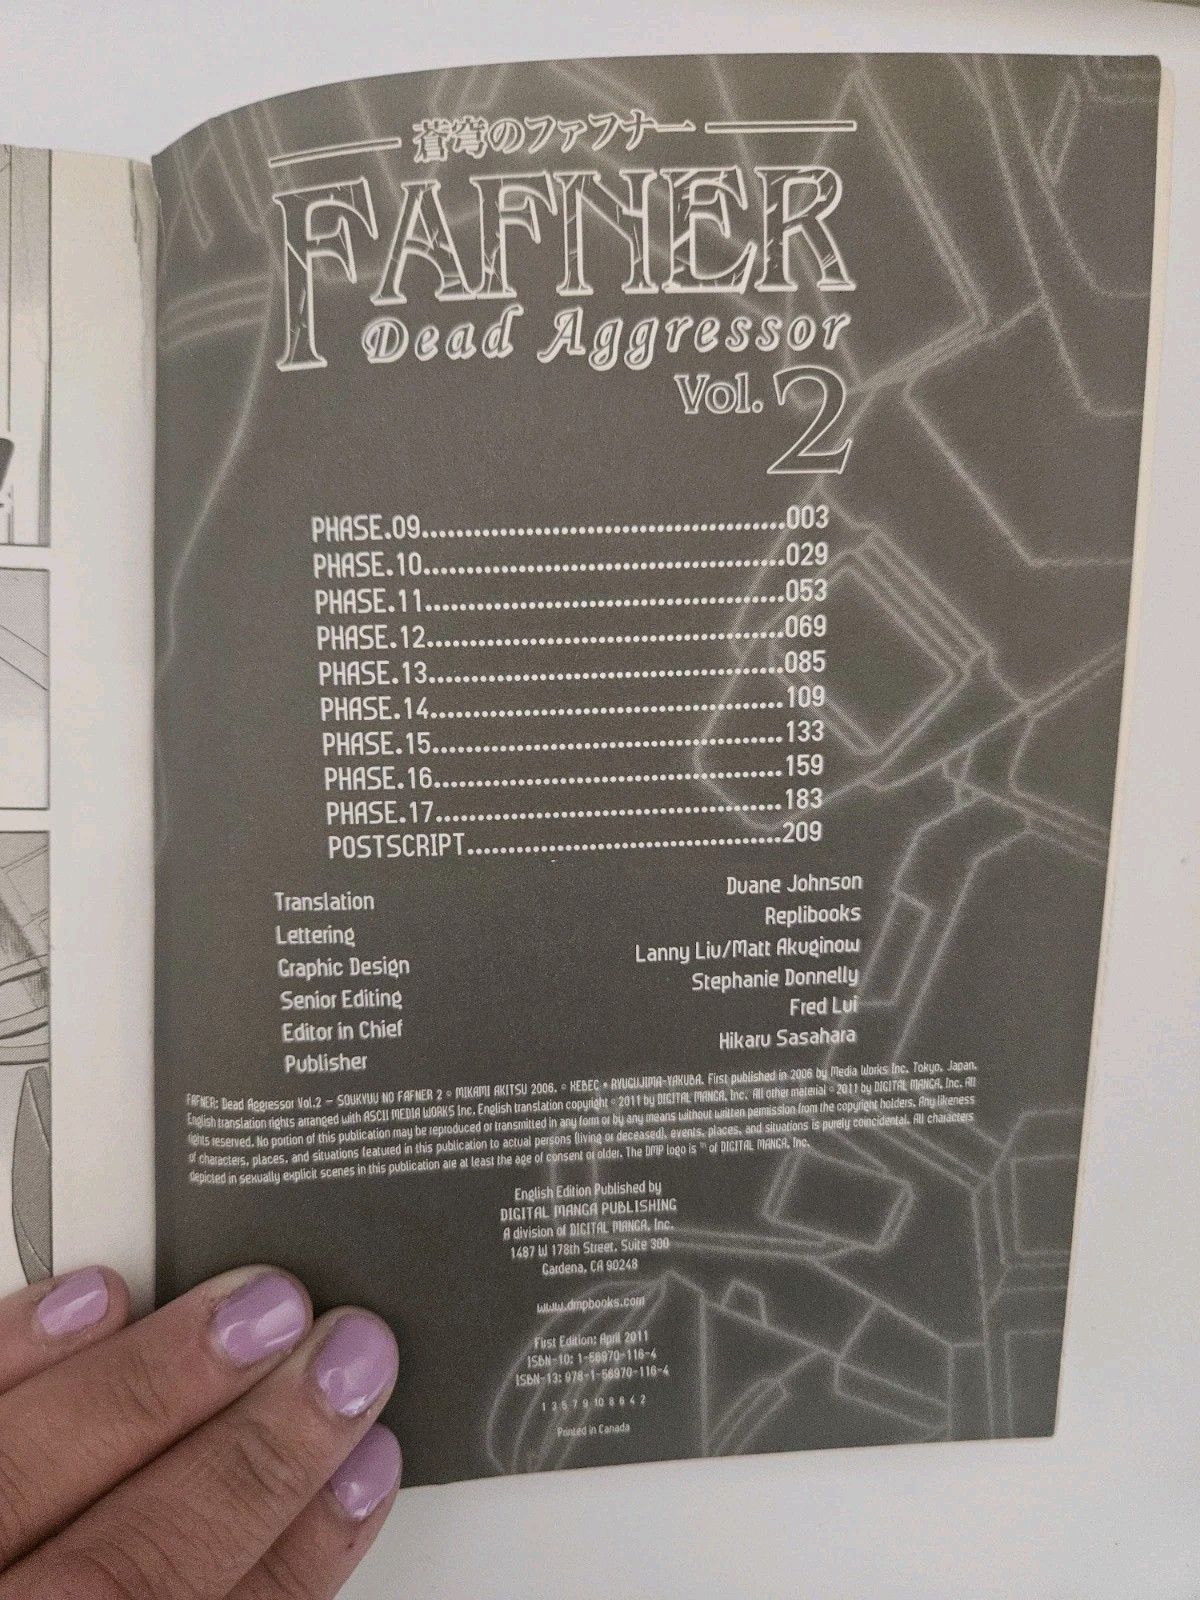 蒼穹のファフナー
FAFNER
Dead Aggressor
Vol. 2
PHASE.09..................................................003
PHASE.10..................................................029
PHASE.11..................................................053
PHASE.12..................................................069
PHASE.13..................................................085
PHASE.14..................................................109
PHASE.15..................................................133
PHASE.16..................................................159
PHASE.17..................................................183
POSTSCRIPT.............................................209
Translation Duane Johnson
Lettering Replibooks
Graphic Design Lanny Liu/Matt Akuginow
Senior Editing Stephanie Donnelly
Editor in Chief Fred Lui
Publisher Hikaru Sasahara
FAFNER: Dead Aggressor Vol.2 – SOUKYUU NO FAFNER 2 © MIKAMI AKITSU 2006. © XEBEC • RYUGUJIMA-YAKUBA. First published in 2006 by Media Works Inc. Tokyo, Japan.
English translation rights arranged with ASCII MEDIA WORKS Inc. English translation copyright © 2011 by DIGITAL MANGA, Inc. All other material © 2011 by DIGITAL MANGA, Inc. All
rights reserved. No portion of this publication may be reproduced or transmitted in any form or by any means without written permission from the copyright holders. Any likeness
of characters, places, and situations featured in this publication to actual persons (living or deceased), events, places, and situations is purely coincidental. All characters
depicted in sexually explicit scenes in this publication are at least the age of consent or older. The DMP logo is ™ of DIGITAL MANGA, Inc.
English Edition Published by
DIGITAL MANGA PUBLISHING
A division of DIGITAL MANGA, Inc.
1487 W 178th Street, Suite 300
Gardena, CA 90248
www.dmpbooks.com
First Edition: April 2011
ISBN-10: 1-56970-116-4
ISBN-13: 978-1-56970-116-4
1 3 5 7 9 10 8 6 4 2
Printed in Canada